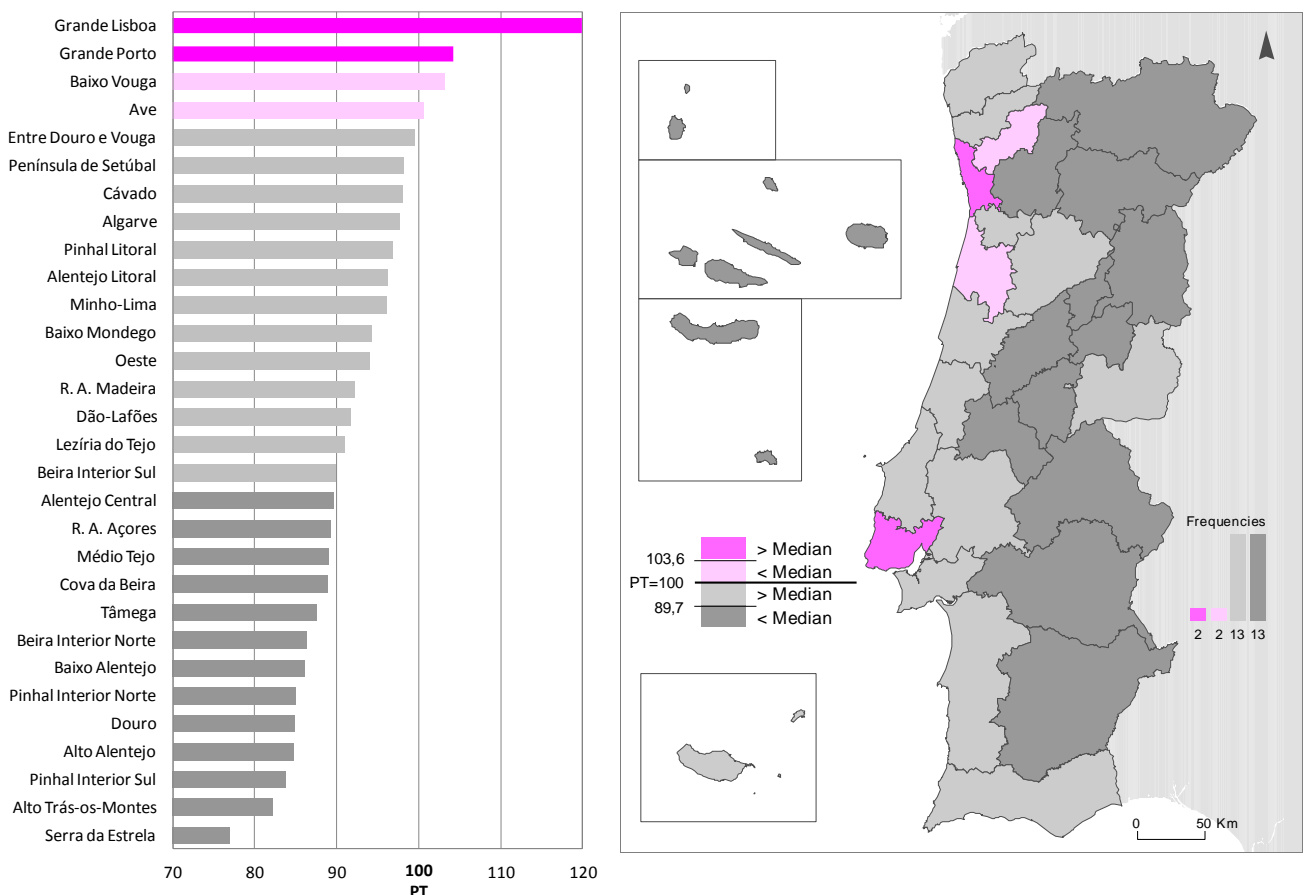 Grande Lisboa
Grande Porto
Baixo Vouga
Ave
Entre Douro e Vouga
Península de Setúbal
Cávado
Algarve
Pinhal Litoral
Alentejo Litoral
Minho-Lima
Baixo Mondego
Oeste
R. A. Madeira
Dão-Lafões
Lezíria do Tejo
Beira Interior Sul
Alentejo Central
R. A. Açores
Médio Tejo
Cova da Beira
Tâmega
Beira Interior Norte
Baixo Alentejo
Pinhal Interior Norte
Douro
Alto Alentejo
Pinhal Interior Sul
Alto Trás-os-Montes
Serra da Estrela
70 80 90 100 110 120
PT
> Median
103,6
< Median
PT=100
> Median
89,7
< Median
Frequencies
2 2 13 13
0 50 Km